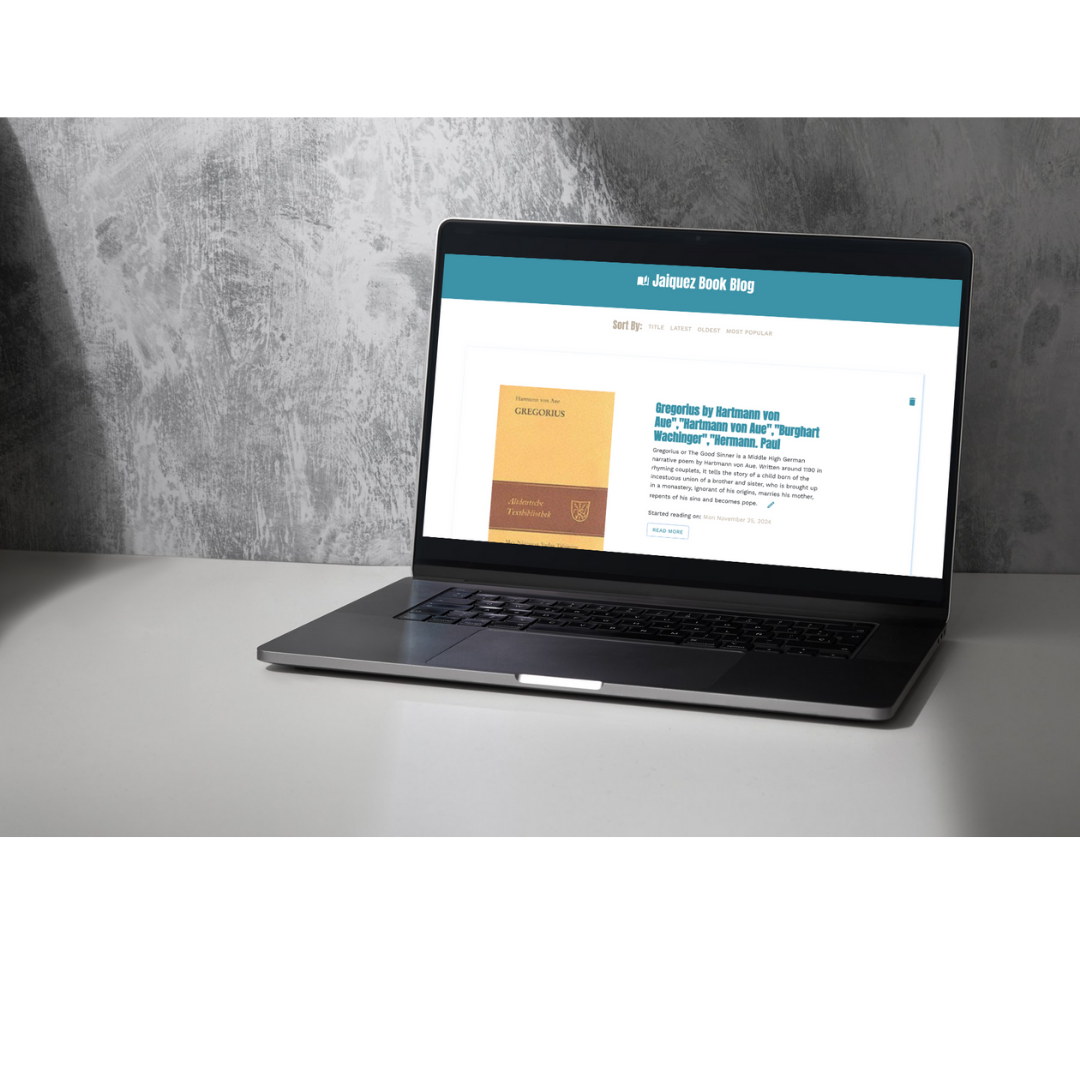 Jaiquez Book Blog
Sort By: TITLE LATEST OLDEST MOST POPULAR
Hartmann von Aue
GREGORIUS
Altdeutsche
Textbibliothek
Gregorius by Hartmann von
Aue","Hartmann von Aue","Burghart
Wachinger","Hermann. Paul
Gregorius or The Good Sinner is a Middle High German
narrative poem by Hartmann von Aue. Written around 1190 in
rhyming couplets, it tells the story of a child born of the
incestuous union of a brother and sister, who is brought up
in a monastery, ignorant of his origins, marries his mother,
repents of his sins and becomes pope.
Started reading on: Mon November 25, 2024
READ MORE